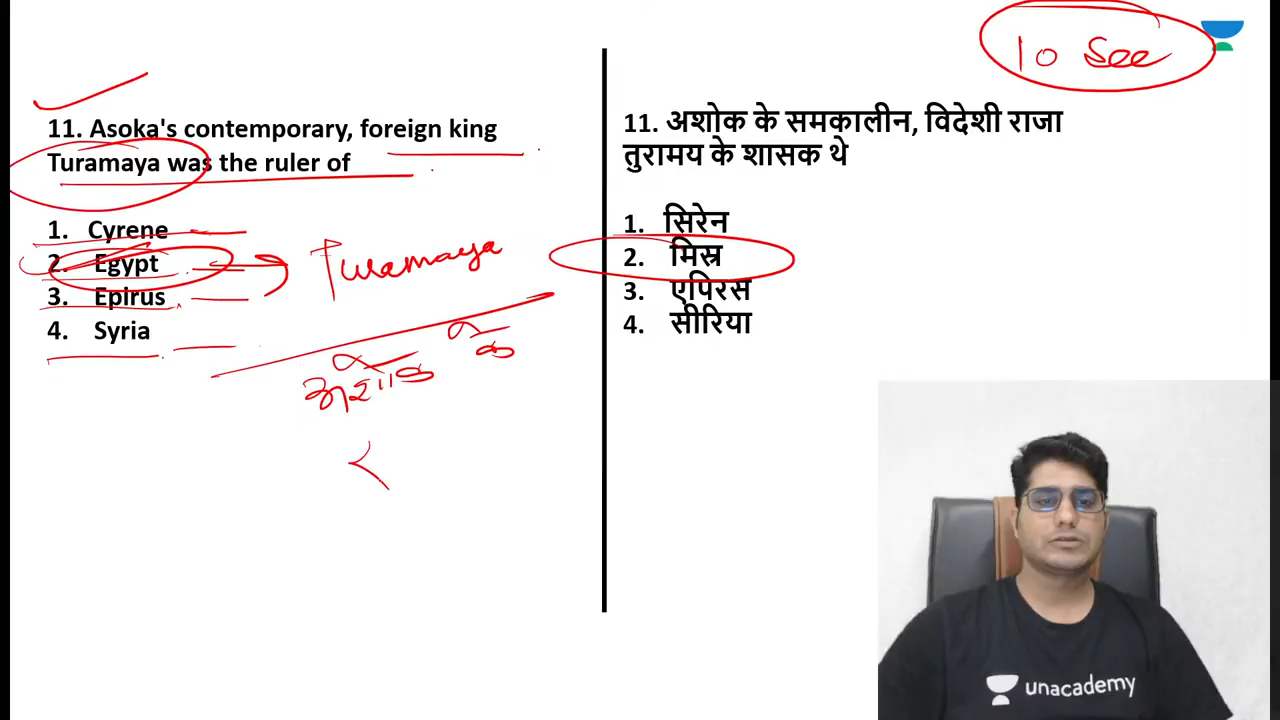 10 See
11. Asoka's contemporary, foreign king
Turamaya was the ruler of
1. Cyrene
2. Egypt
3. Epirus
4. Syria
Turamaya
11. अशोक के समकालीन, विदेशी राजा
तुरामय के शासक थे
1. सिरेन
2. मिस्र
3. एपिरस
4. सीरिया
unacademy